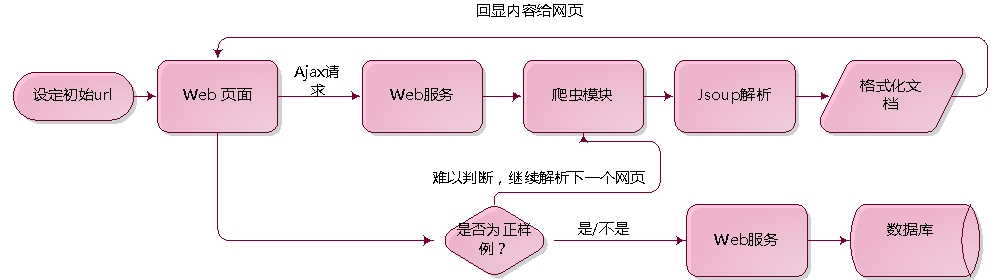 回显内容给网页
设定初始url
Web 页面
Ajax请
求
Web服务
爬虫模块
Jsoup解析
格式化文
档
难以判断，继续解析下一个网页
是否为 正样
例？
是/不是
Web服务
数据库